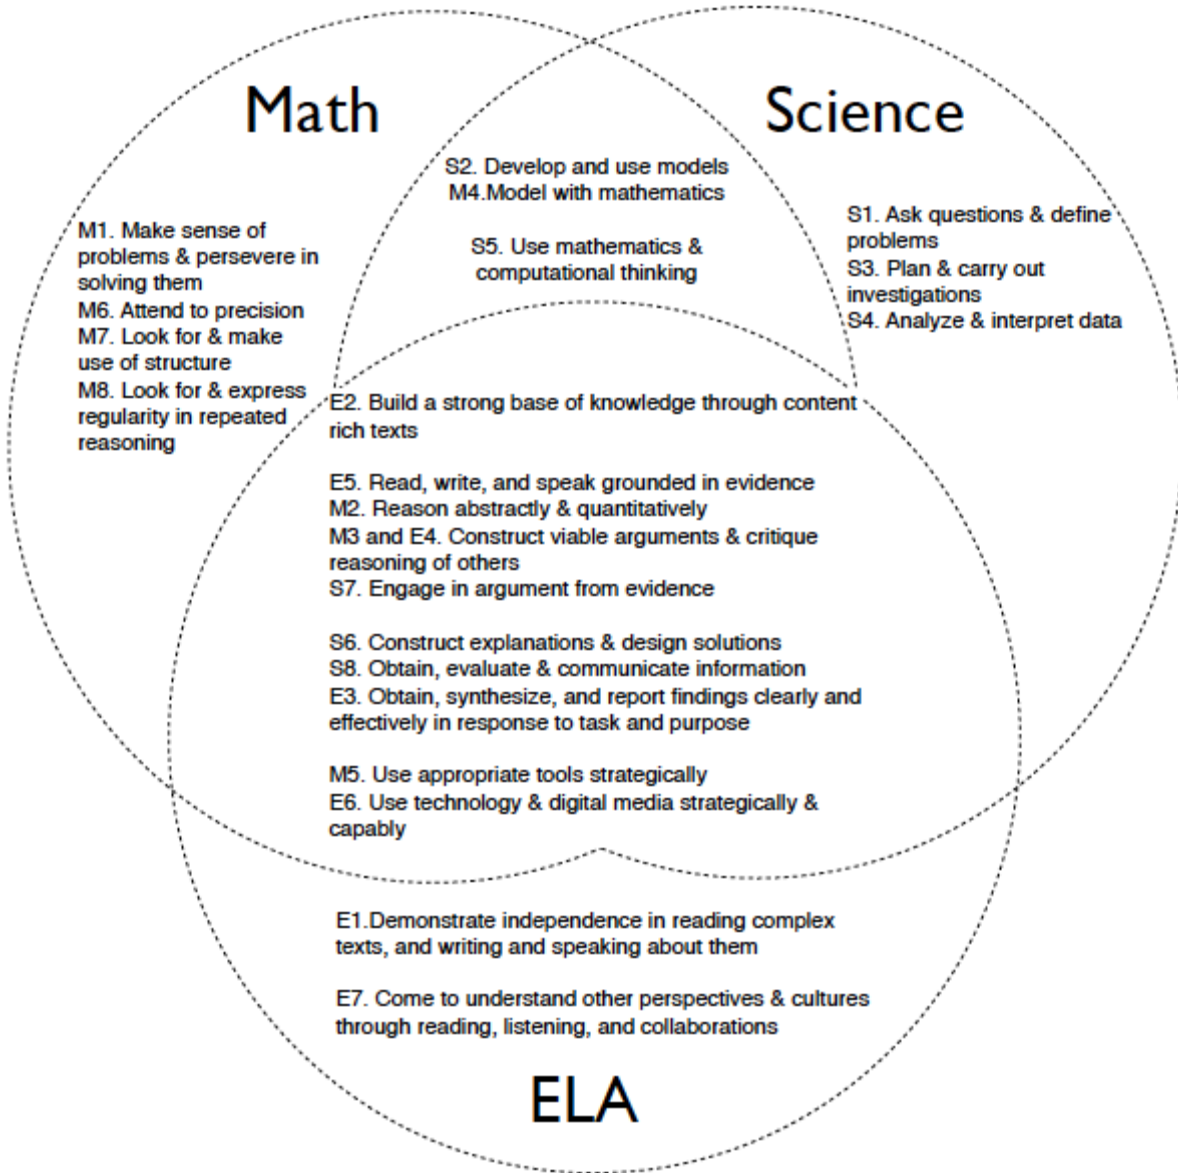 Math
Science
S2. Develop and use models
M4.Model with mathematics
S5. Use mathematics &
computational thinking
M1. Make sense of
problems & persevere in
solving them
M6. Attend to precision
M7. Look for & make
use of structure
M8. Look for & express
regularity in repeated
reasoning
S1. Ask questions & define
problems
S3. Plan & carry out
investigations
S4. Analyze & interpret data
E2. Build a strong base of knowledge through content
rich texts
E5. Read, write, and speak grounded in evidence
M2. Reason abstractly & quantitatively
M3 and E4. Construct viable arguments & critique
reasoning of others
S7. Engage in argument from evidence
S6. Construct explanations & design solutions
S8. Obtain, evaluate & communicate information
E3. Obtain, synthesize, and report findings clearly and
effectively in response to task and purpose
M5. Use appropriate tools strategically
E6. Use technology & digital media strategically &
capably
E1.Demonstrate independence in reading complex
texts, and writing and speaking about them
E7. Come to understand other perspectives & cultures
through reading, listening, and collaborations
ELA